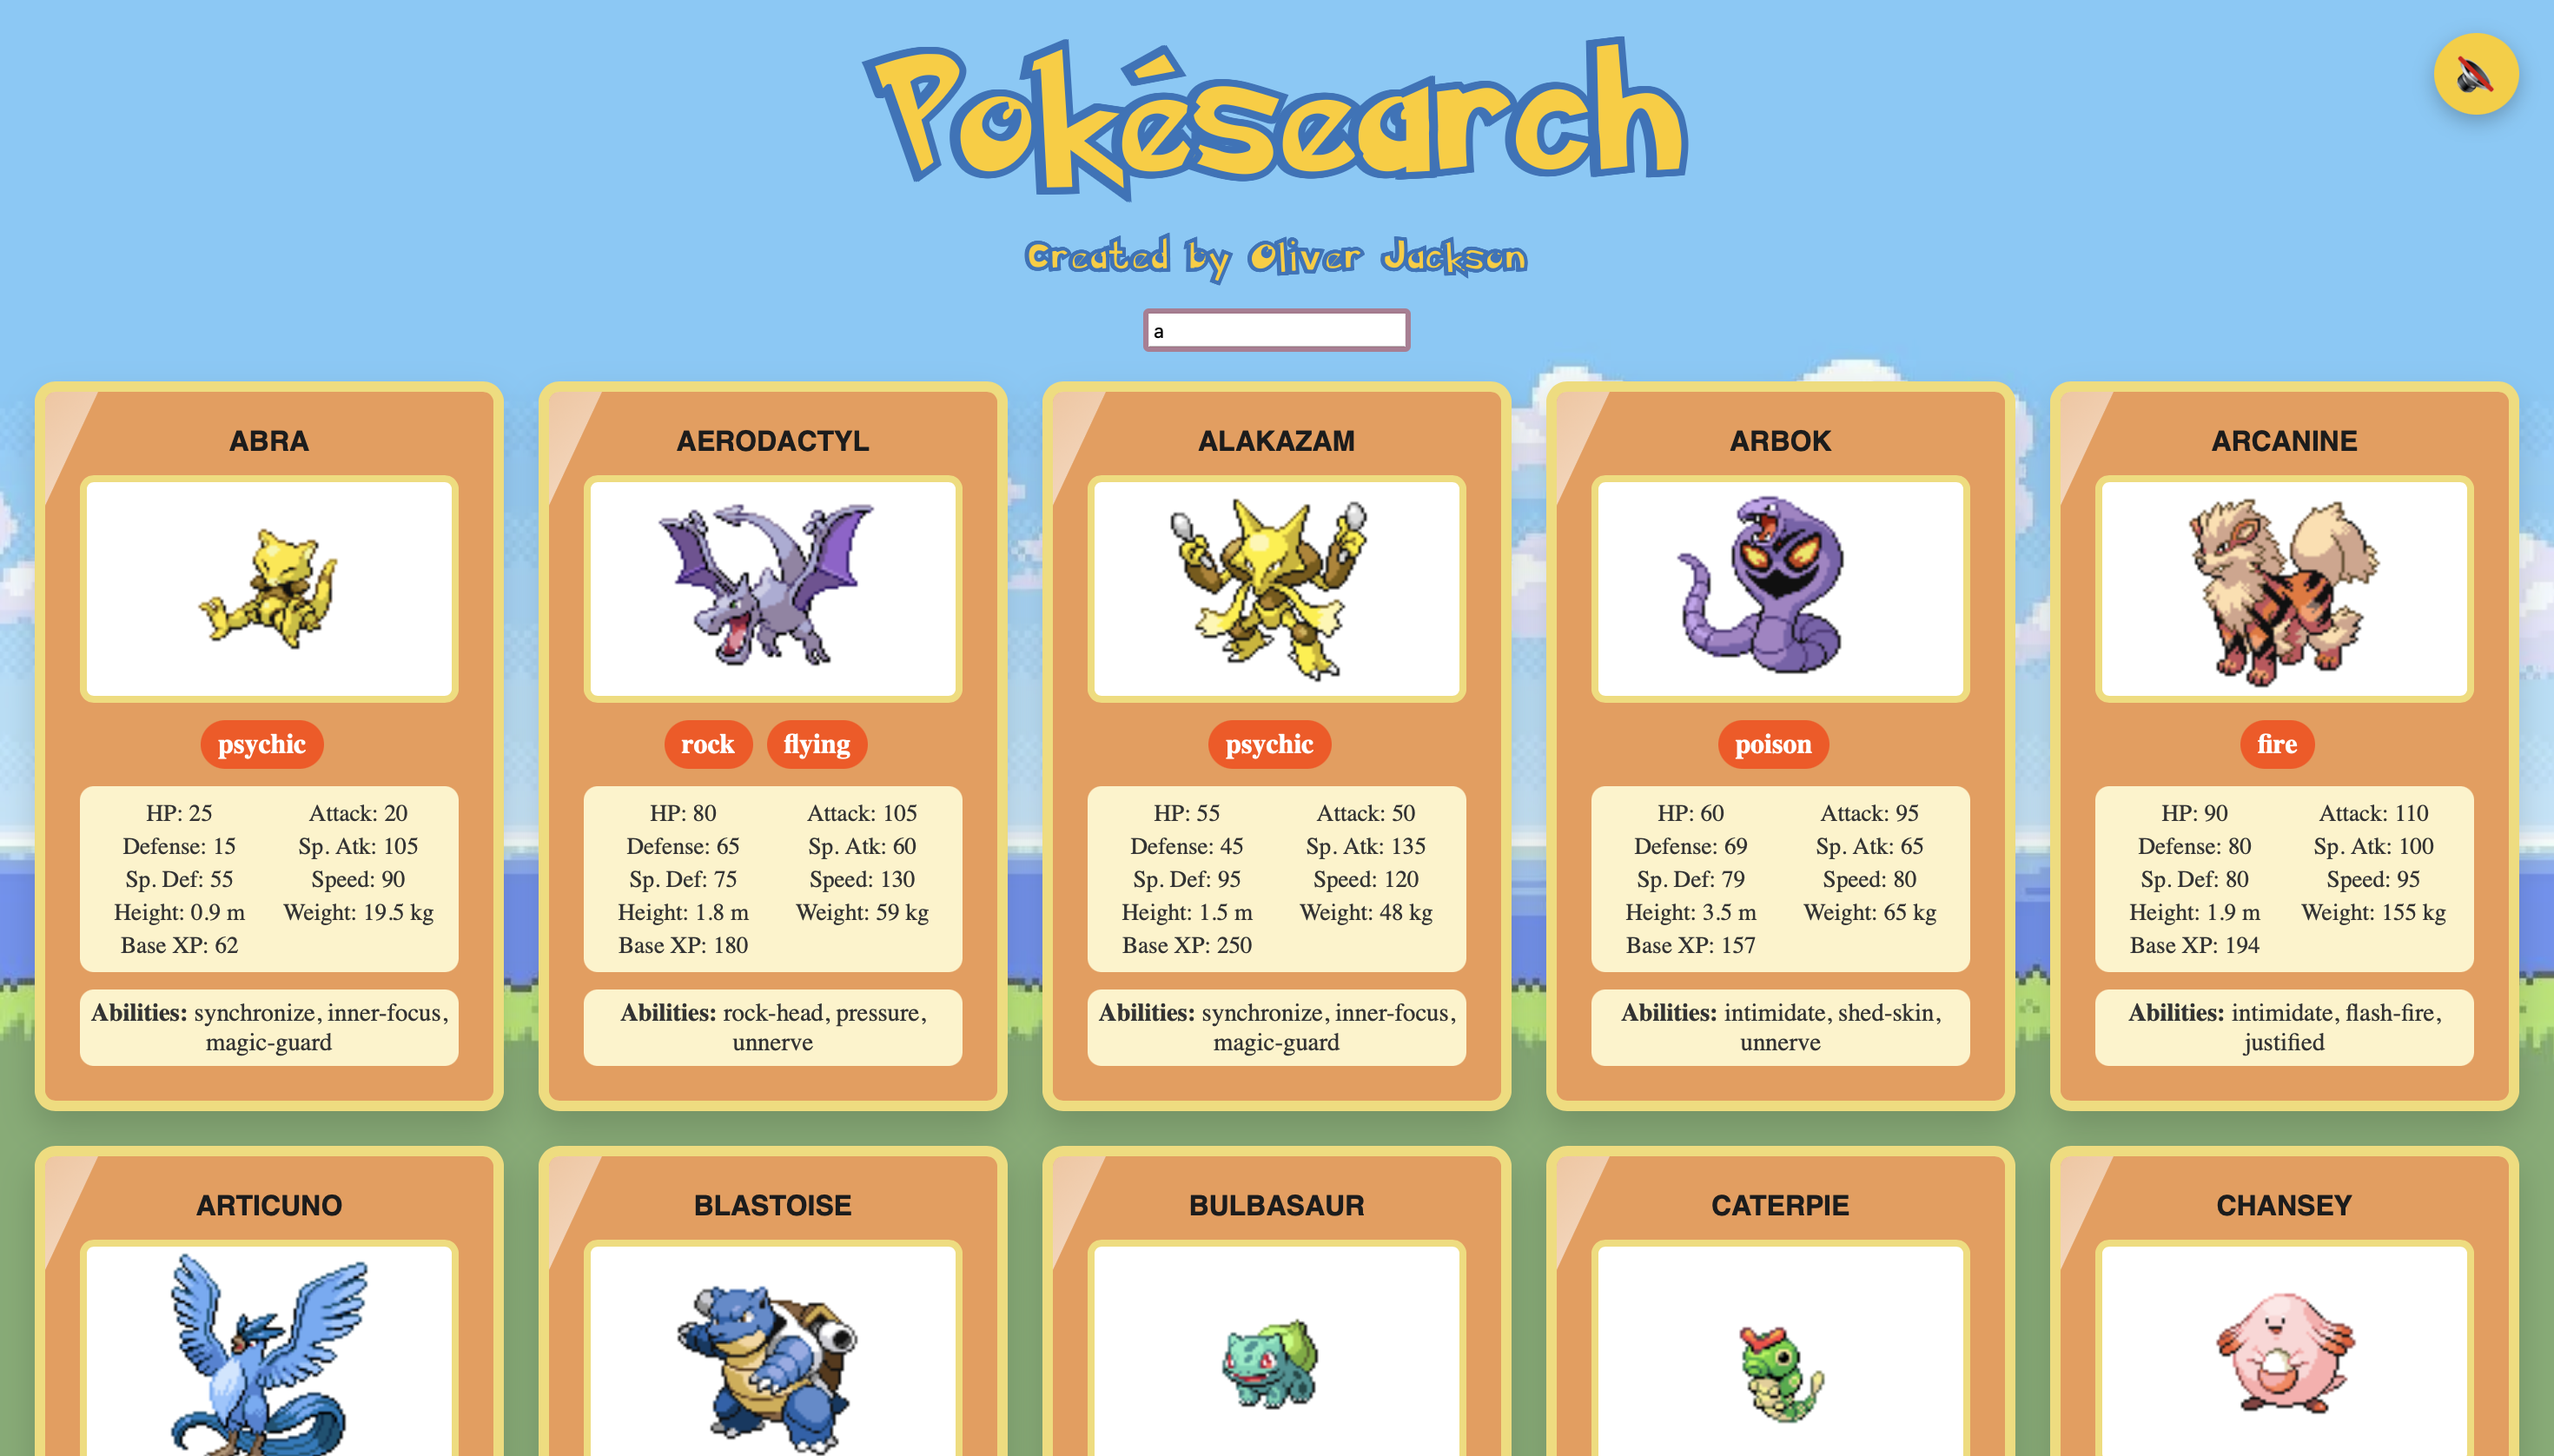 Pokésearch
Created by Oliver Jackson
a
ABRA
psychic
HP: 25 Attack: 20
Defense: 15 Sp. Atk: 105
Sp. Def: 55 Speed: 90
Height: 0.9 m Weight: 19.5 kg
Base XP: 62
Abilities: synchronize, inner-focus,
magic-guard
AERODACTYL
rock flying
HP: 80 Attack: 105
Defense: 65 Sp. Atk: 60
Sp. Def: 75 Speed: 130
Height: 1.8 m Weight: 59 kg
Base XP: 180
Abilities: rock-head, pressure,
unnerve
ALAKAZAM
psychic
HP: 55 Attack: 50
Defense: 45 Sp. Atk: 135
Sp. Def: 95 Speed: 120
Height: 1.5 m Weight: 48 kg
Base XP: 250
Abilities: synchronize, inner-focus,
magic-guard
ARBOK
poison
HP: 60 Attack: 95
Defense: 69 Sp. Atk: 65
Sp. Def: 79 Speed: 80
Height: 3.5 m Weight: 65 kg
Base XP: 157
Abilities: intimidate, shed-skin,
unnerve
ARCANINE
fire
HP: 90 Attack: 110
Defense: 80 Sp. Atk: 100
Sp. Def: 80 Speed: 95
Height: 1.9 m Weight: 155 kg
Base XP: 194
Abilities: intimidate, flash-fire,
justified
ARTICUNO
BLASTOISE
BULBASAUR
CATERPIE
CHANSEY